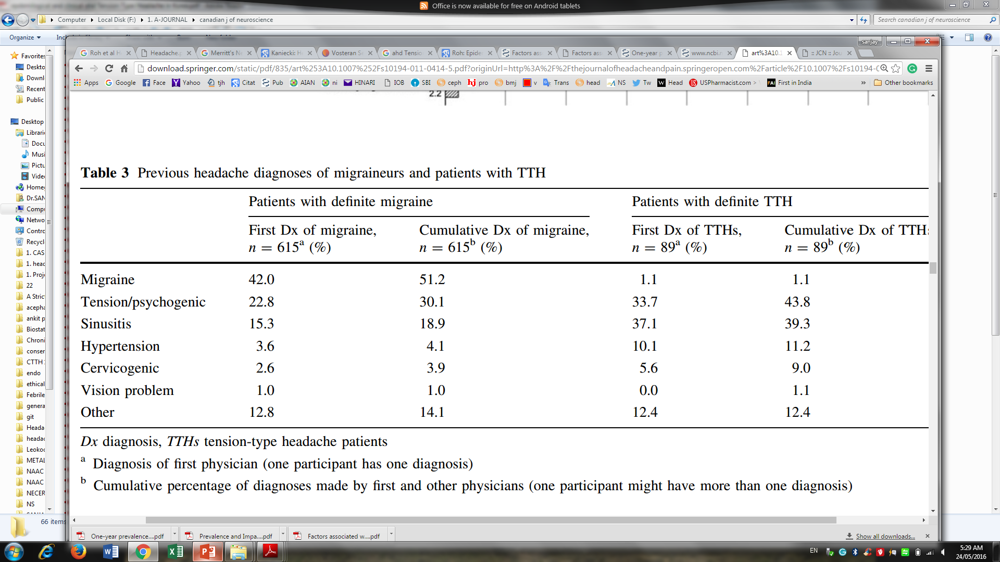 Office is now available for free on Android tablets
Computer Local Disk (F:) 1. A-JOURNAL canadian j of neuroscience
Search canadian j of neuroscience
Organize
sanjay
Roh et al H
Headache.p
Merritt's Ne
Kaniecki: He
Vosteran Se
ahd Tensio
Roh: Epider
Factors ass
Factors ass
One-year p
www.ncbi.n
art%3A10.1
:: JCN :: Jou
download.springer.com/static/pdf/835/art%253A10.1007%252Fs10194-011-0414-5.pdf?originUrl=http%3A%2F%2Fthejournalofheadacheandpain.springeropen.com%2Farticle%2F10.1007%2Fs10194-0
Apps Google Face Yahoo tjh Citat Pub AIAN ni HINARI IOB SBI ceph pro bmj v Trans head NS Tw Head USPharmacist.com > First in India » Other bookmarks
Favorites
Deskto
Downl
Recent
Public
Desktop
Librari
Docu
Musi
Pictu
Vide
Home
Dr.SAN
Compu
Netwo
Contro
Recycl
1. CAS
1. head
1. Proje
22
A Stric
acepha
ankit p
Biostat
Chroni
conser
CTTH
endo
ethical
Febrile
genera
git
Heada
headac
Leokoo
METAL
NAAC
NAAC
NECER
NS
66 items
2.2
Table 3 Previous headache diagnoses of migraineurs and patients with TTH
Patients with definite migraine Patients with definite TTH
First Dx of migraine, Cumulative Dx of migraine, First Dx of TTHs, Cumulative Dx of TTH
n = 615a (%) n = 615b (%) n = 89a (%) n = 89b (%)
Migraine 42.0 51.2 1.1 1.1
Tension/psychogenic 22.8 30.1 33.7 43.8
Sinusitis 15.3 18.9 37.1 39.3
Hypertension 3.6 4.1 10.1 11.2
Cervicogenic 2.6 3.9 5.6 9.0
Vision problem 1.0 1.0 0.0 1.1
Other 12.8 14.1 12.4 12.4
Dx diagnosis, TTHs tension-type headache patients
a Diagnosis of first physician (one participant has one diagnosis)
b Cumulative percentage of diagnoses made by first and other physicians (one participant might have more than one diagnosis)
One-year prevalence....pdf
Prevalence and Impa....pdf
Factors associated w....pdf
Show all downloads...
EN
5:29 AM
24/05/2016